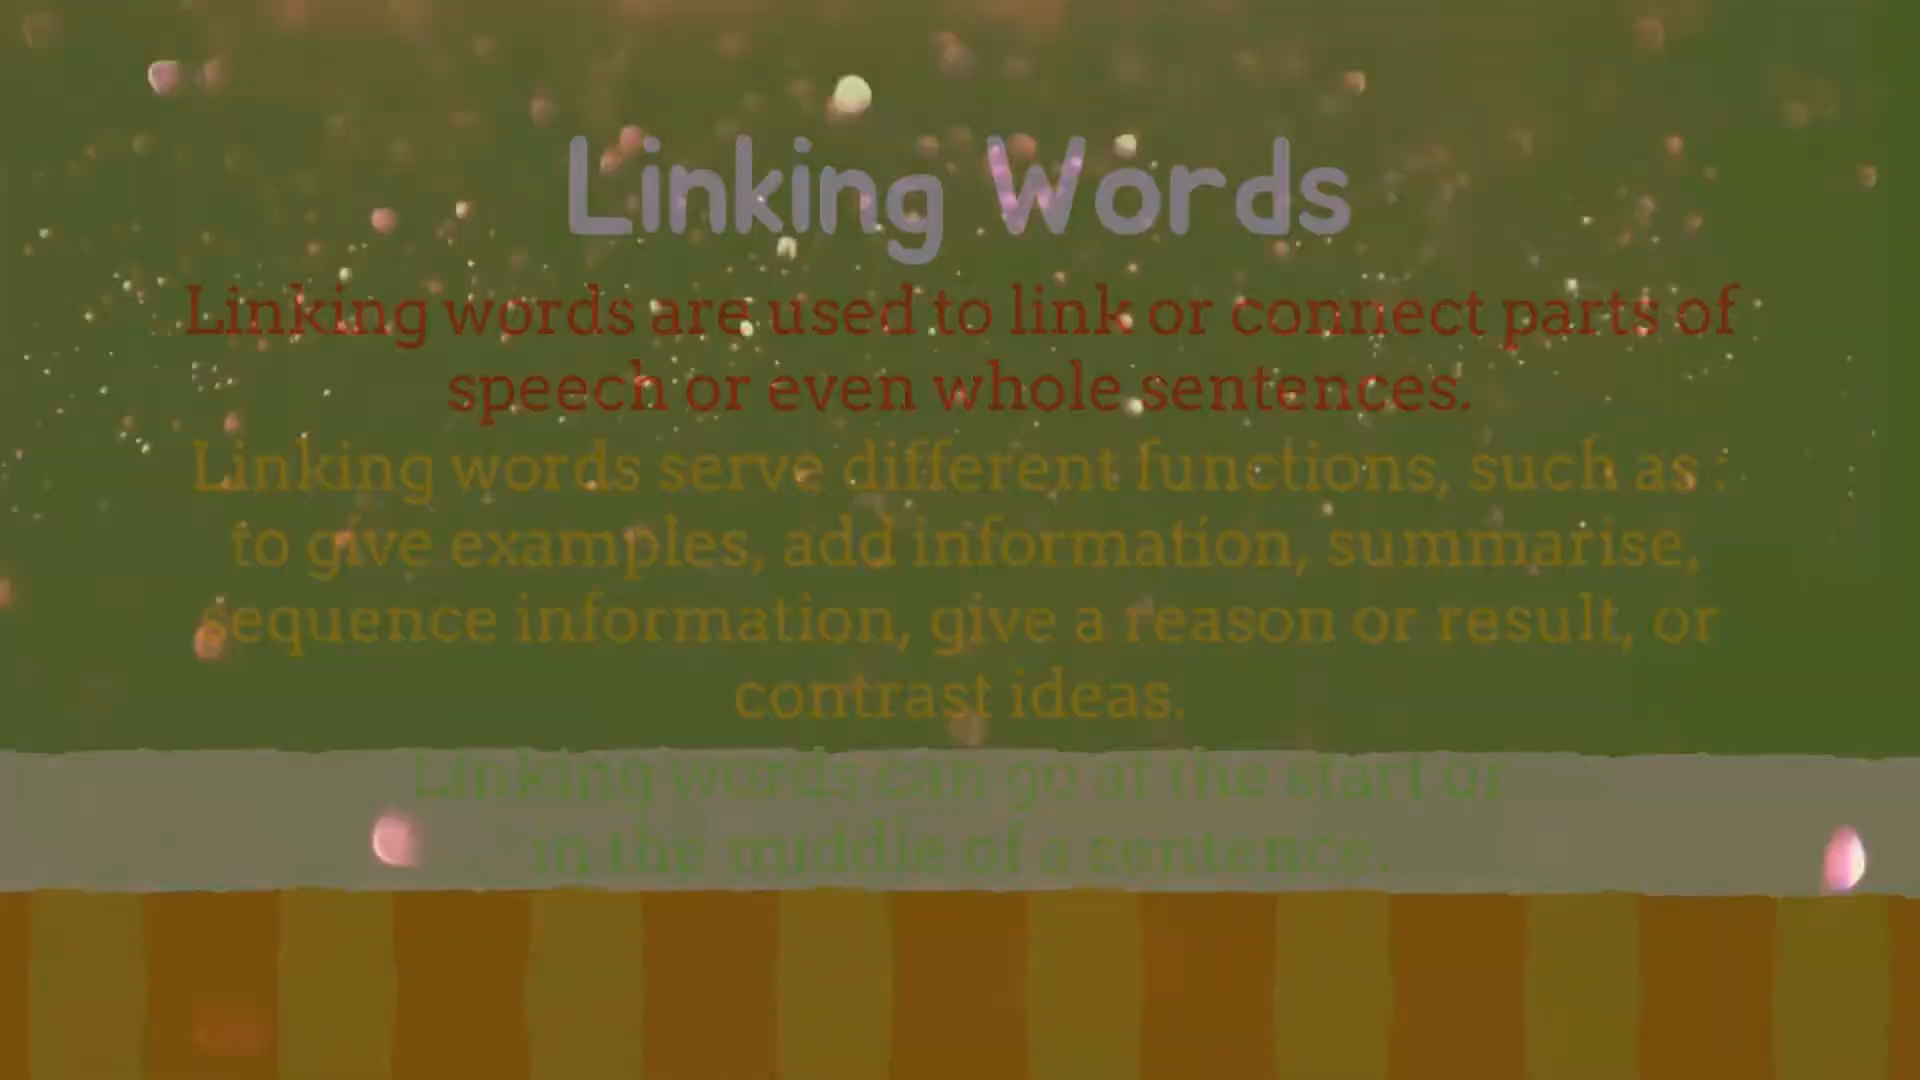 Linking Words
Linking words are used to link or connect parts of
speech or even whole sentences.
Linking words serve different functions, such as :
to give examples, add information, summarise,
sequence information, give a reason or result, or
contrast ideas.
Linking words can go at the start or
in the middle of a sentence.